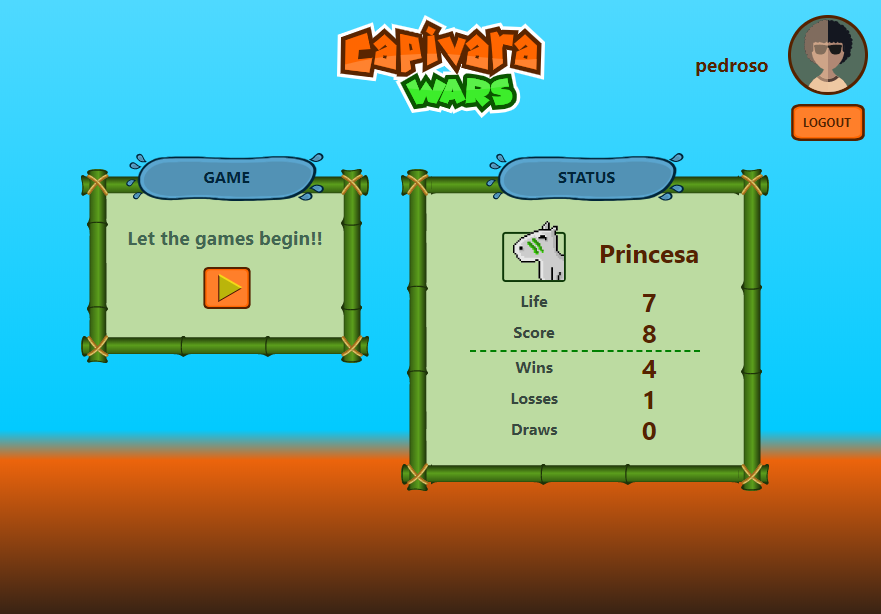 Capivara
WARS
pedroso
LOGOUT
GAME
Let the games begin!!
STATUS
Princesa
Life 7
Score 8
Wins 4
Losses 1
Draws 0